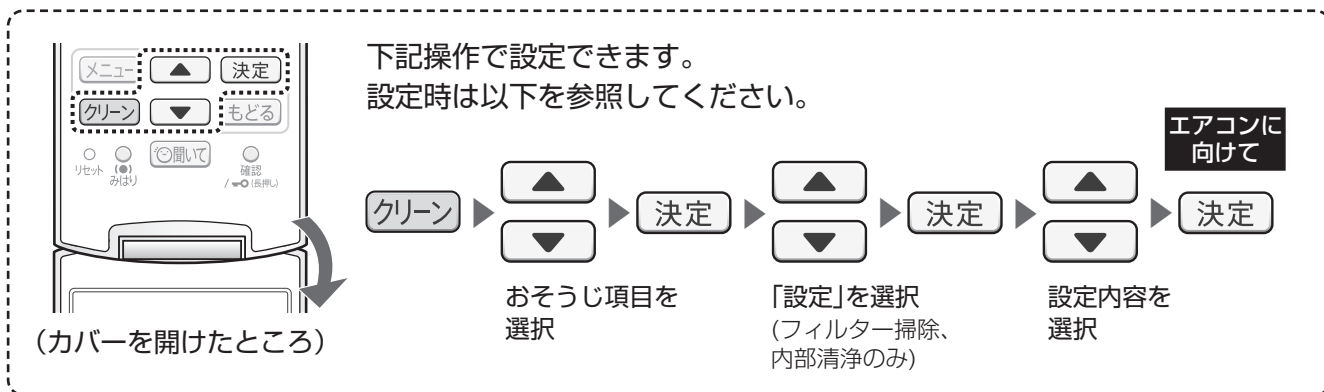 下記操作で設定できます。
設定時は以下を参照してください。
メニュー
決定
クリーン
もどる
リセット
みはり
聞いて
確認
/ (長押し)
(カバーを開けたところ)
クリーン
決定
決定
エアコンに
向けて
決定
おそうじ項目を
選択
「設定」を選択
(フィルター掃除、
内部清浄のみ)
設定内容を
選択